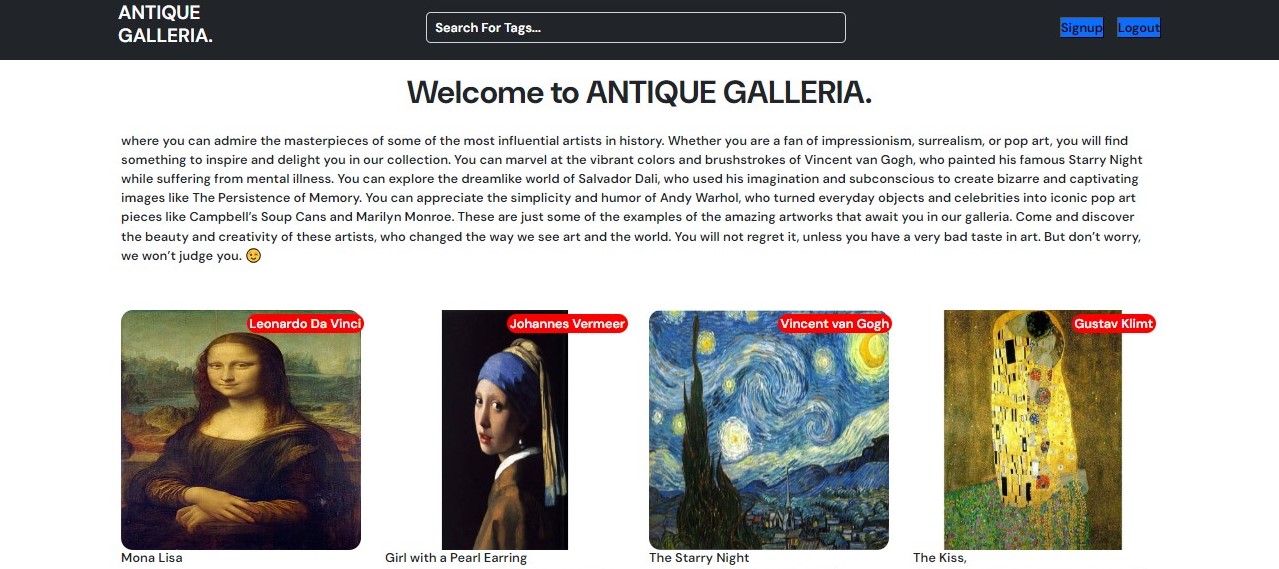 ANTIQUE
GALLERIA.
Search For Tags...
Signup
Logout
Welcome to ANTIQUE GALLERIA.
where you can admire the masterpieces of some of the most influential artists in history. Whether you are a fan of impressionism, surrealism, or pop art, you will find
something to inspire and delight you in our collection. You can marvel at the vibrant colors and brushstrokes of Vincent van Gogh, who painted his famous Starry Night
while suffering from mental illness. You can explore the dreamlike world of Salvador Dali, who used his imagination and subconscious to create bizarre and captivating
images like The Persistence of Memory. You can appreciate the simplicity and humor of Andy Warhol, who turned everyday objects and celebrities into iconic pop art
pieces like Campbell’s Soup Cans and Marilyn Monroe. These are just some of the examples of the amazing artworks that await you in our galleria. Come and discover
the beauty and creativity of these artists, who changed the way we see art and the world. You will not regret it, unless you have a very bad taste in art. But don’t worry,
we won’t judge you. 😉
Leonardo Da Vinci
Johannes Vermeer
Vincent van Gogh
Gustav Klimt
Mona Lisa
Girl with a Pearl Earring
The Starry Night
The Kiss,